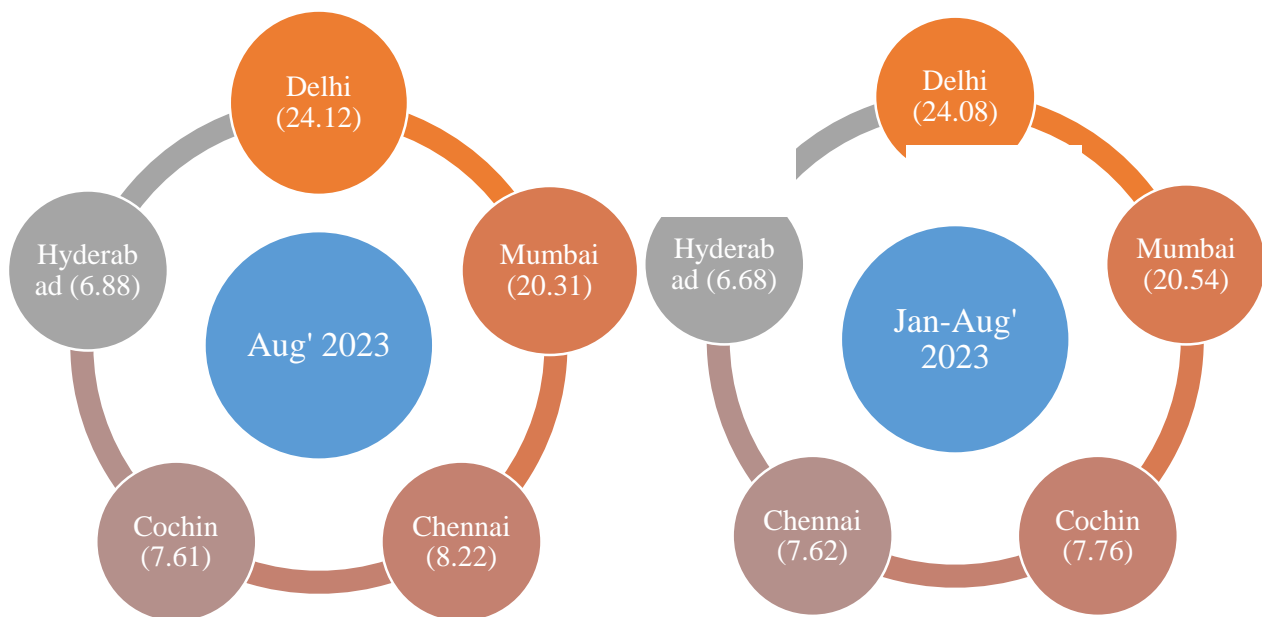 Delhi
(24.12)
Mumbai
(20.31)
Chennai
(8.22)
Cochin
(7.61)
Hyderab
ad (6.88)
Aug' 2023
Delhi
(24.08)
Mumbai
(20.54)
Cochin
(7.76)
Chennai
(7.62)
Hyderab
ad (6.68)
Jan-Aug'
2023